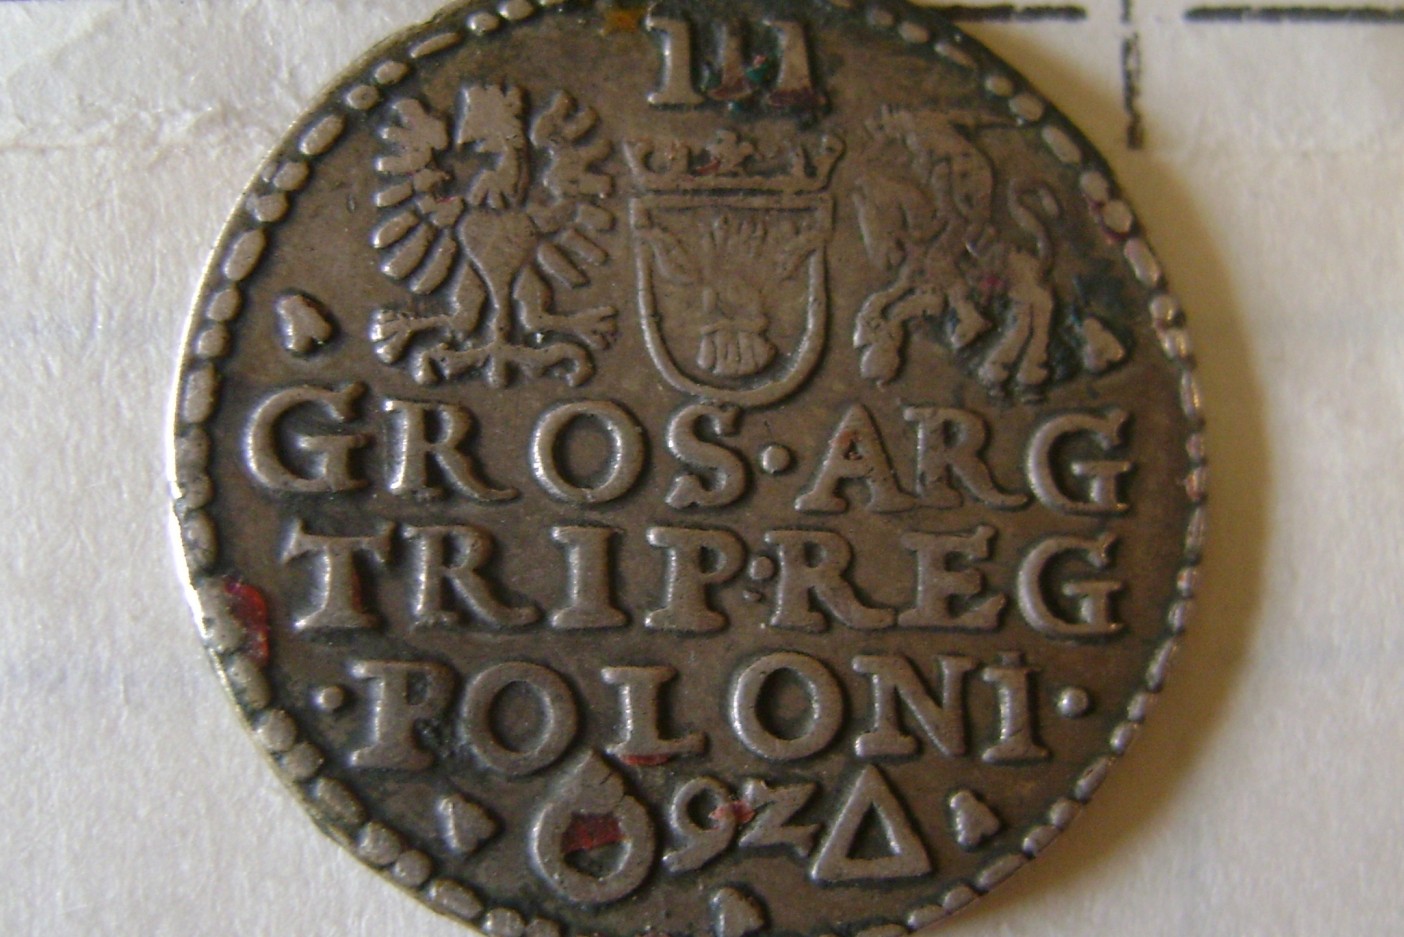 III
GROS·ARG
TRIP·REG
·POLONI·
92